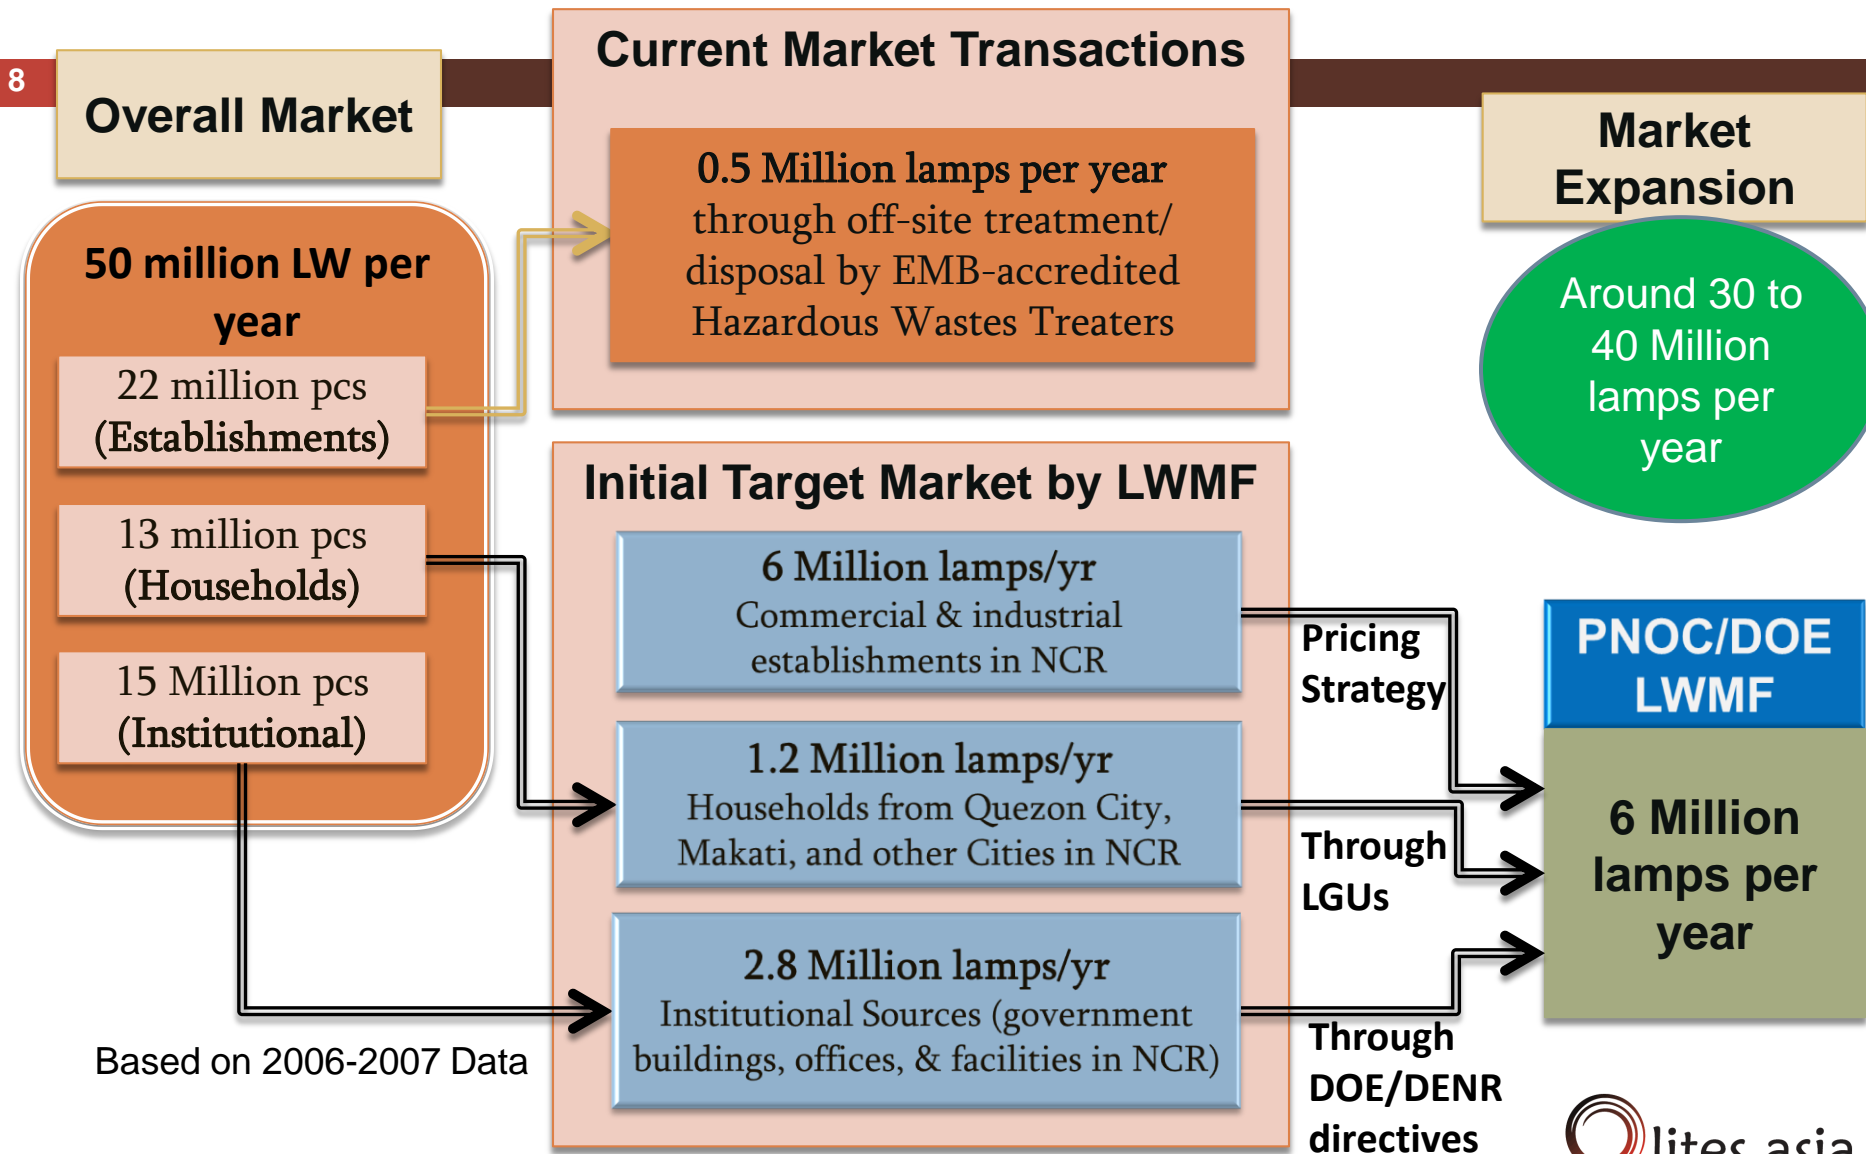 8
Overall Market
50 million LW per
year
22 million pcs
(Establishments)
13 million pcs
(Households)
15 Million pcs
(Institutional)
Based on 2006-2007 Data
Current Market Transactions
0.5 Million lamps per year
through off-site treatment/
disposal by EMB-accredited
Hazardous Wastes Treaters
Initial Target Market by LWMF
6 Million lamps/yr
Commercial & industrial
establishments in NCR
1.2 Million lamps/yr
Households from Quezon City,
Makati, and other Cities in NCR
2.8 Million lamps/yr
Institutional Sources (government
buildings, offices, & facilities in NCR)
Pricing
Strategy
Through
LGUs
Through
DOE/DENR
directives
Market
Expansion
Around 30 to
40 Million
lamps per
year
PNOC/DOE
LWMF
6 Million
lamps per
year
lites.asia